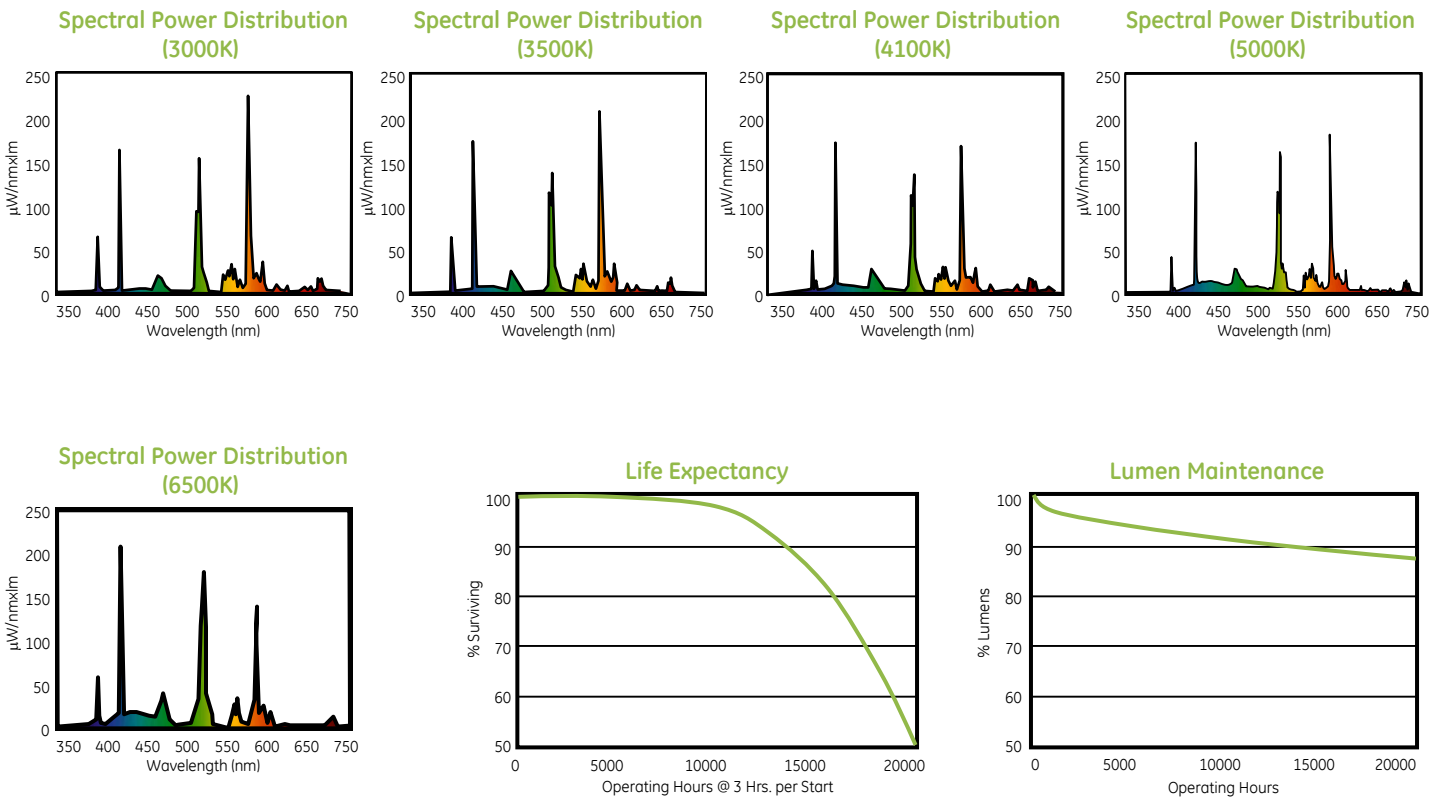 Spectral Power Distribution
(3000K)
250
200
150
100
50
0
µW/nmxlm
350 400 450 500 550 600 650 750
Wavelength (nm)
Spectral Power Distribution
(3500K)
250
200
150
100
50
0
µW/nmxlm
350 400 450 500 550 600 650 750
Wavelength (nm)
Spectral Power Distribution
(4100K)
250
200
150
100
50
0
µW/nmxlm
350 400 450 500 550 600 650 750
Wavelength (nm)
Spectral Power Distribution
(5000K)
250
200
150
100
50
0
µW/nmxlm
350 400 450 500 550 600 650 750
Wavelength (nm)
Spectral Power Distribution
(6500K)
250
200
150
100
50
0
µW/nmxlm
350 400 450 500 550 600 650 750
Wavelength (nm)
Life Expectancy
100
90
80
70
60
50
% Surviving
0 5000 10000 15000 20000
Operating Hours @ 3 Hrs. per Start
Lumen Maintenance
100
90
80
70
60
50
% Lumens
0 5000 10000 15000 20000
Operating Hours